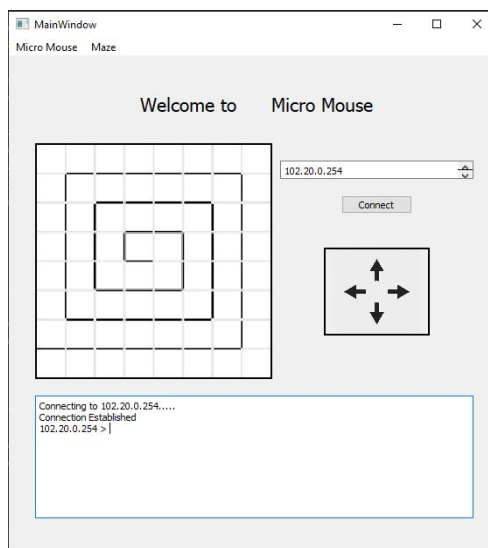 MainWindow
Micro Mouse Maze
Welcome to Micro Mouse
102.20.0.254
Connect
Connecting to 102.20.0.254.....
Connection Established
102.20.0.254 >